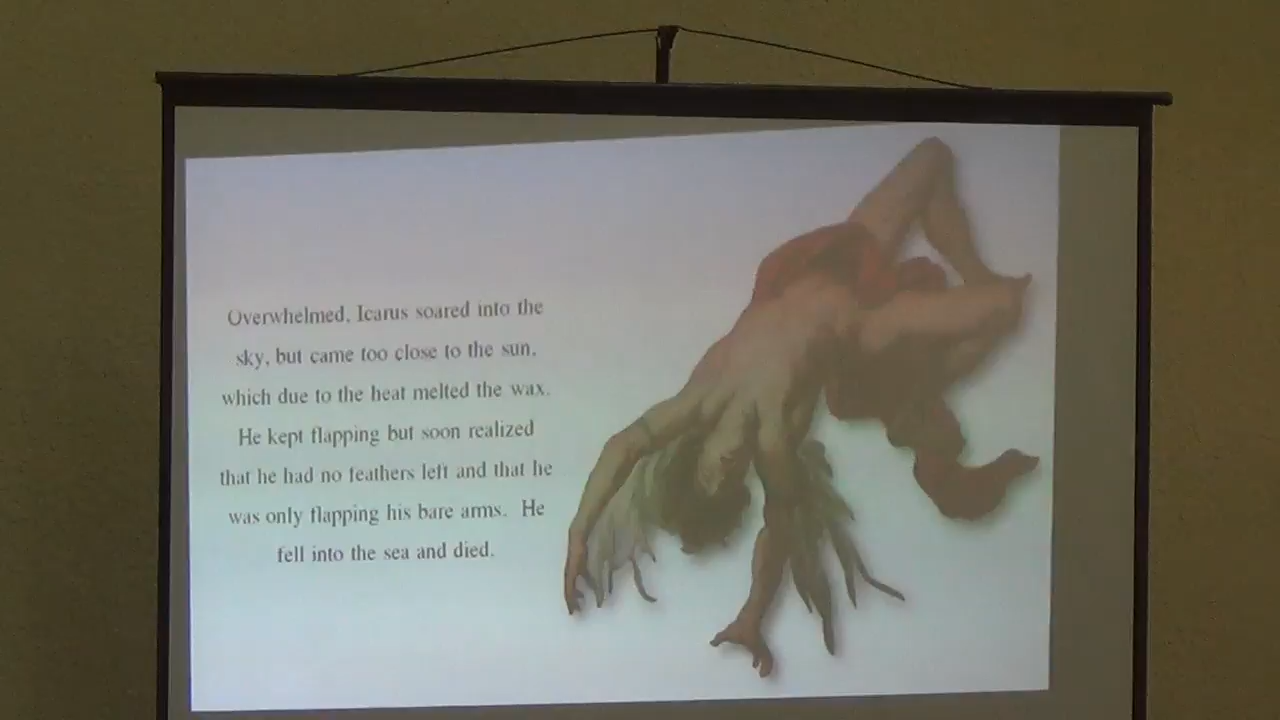 Overwhelmed, Icarus soared into the
sky, but came too close to the sun,
which due to the heat melted the wax.
He kept flapping but soon realized
that he had no feathers left and that he
was only flapping his bare arms. He
fell into the sea and died.